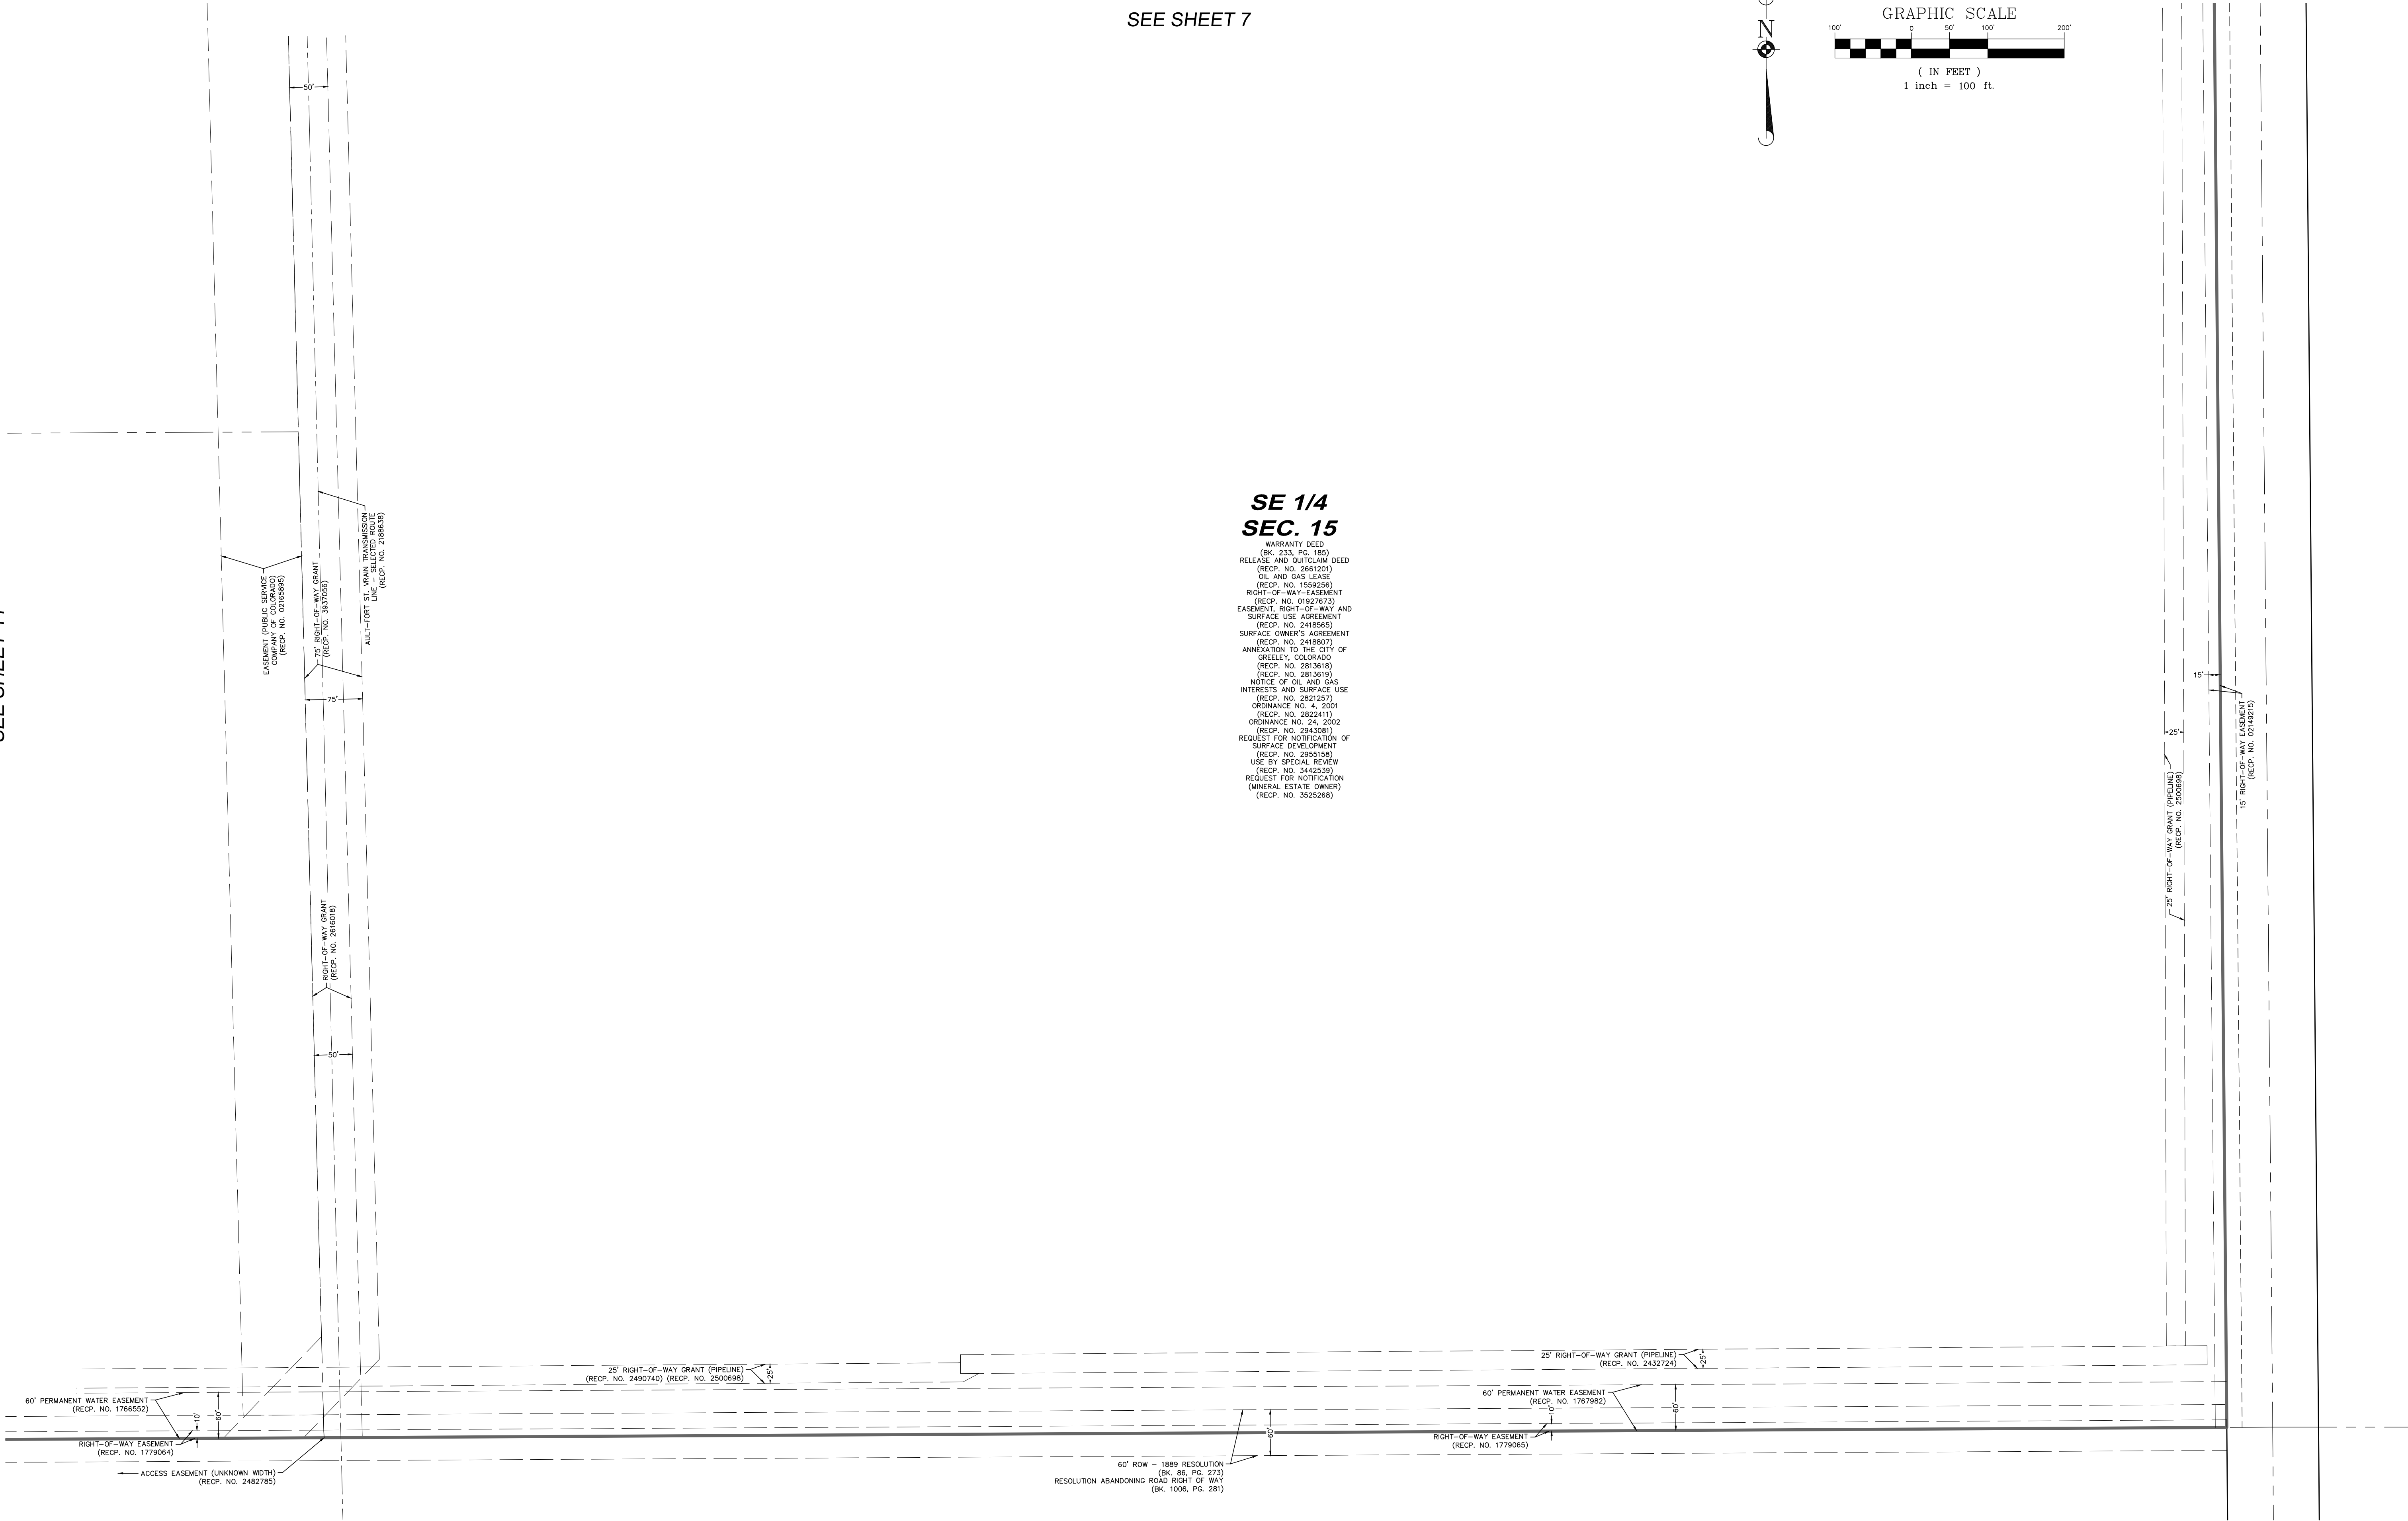 SEE SHEET 7
N
GRAPHIC SCALE
100' 0 50' 100' 200'
( IN FEET )
1 inch = 100 ft.
50'
AULT-FORT ST. VRAIN TRANSMISSION
LINE - SELECTED ROUTE
(RECP. NO. 2188638)
EASEMENT (PUBLIC SERVICE
COMPANY OF COLORADO)
(RECP. NO. 02165895)
75' RIGHT-OF-WAY GRANT
(RECP. NO. 3937056)
75'
RIGHT-OF-WAY GRANT
(RECP. NO. 2616018)
50'
SE 1/4
SEC. 15
WARRANTY DEED
(BK. 233, PG. 185)
RELEASE AND QUITCLAIM DEED
(RECP. NO. 2661201)
OIL AND GAS LEASE
(RECP. NO. 1559256)
RIGHT-OF-WAY-EASEMENT
(RECP. NO. 01927673)
EASEMENT, RIGHT-OF-WAY AND
SURFACE USE AGREEMENT
(RECP. NO. 2418565)
SURFACE OWNER'S AGREEMENT
(RECP. NO. 2418807)
ANNEXATION TO THE CITY OF
GREELEY, COLORADO
(RECP. NO. 2813618)
(RECP. NO. 2813619)
NOTICE OF OIL AND GAS
INTERESTS AND SURFACE USE
(RECP. NO. 2821257)
ORDINANCE NO. 4, 2001
(RECP. NO. 2822411)
ORDINANCE NO. 24, 2002
(RECP. NO. 2943081)
REQUEST FOR NOTIFICATION OF
SURFACE DEVELOPMENT
(RECP. NO. 2955158)
USE BY SPECIAL REVIEW
(RECP. NO. 3442539)
REQUEST FOR NOTIFICATION
(MINERAL ESTATE OWNER)
(RECP. NO. 3525268)
15'
15' RIGHT-OF-WAY EASEMENT
(RECP. NO. 02149215)
25'
25' RIGHT-OF-WAY GRANT (PIPELINE)
(RECP. NO. 2500698)
25' RIGHT-OF-WAY GRANT (PIPELINE)
(RECP. NO. 2490740) (RECP. NO. 2500698)
25'
25' RIGHT-OF-WAY GRANT (PIPELINE)
(RECP. NO. 2432724)
25'
60' PERMANENT WATER EASEMENT
(RECP. NO. 1766552)
10'
60'
60' PERMANENT WATER EASEMENT
(RECP. NO. 1767982)
10'
60'
RIGHT-OF-WAY EASEMENT
(RECP. NO. 1779064)
60'
RIGHT-OF-WAY EASEMENT
(RECP. NO. 1779065)
ACCESS EASEMENT (UNKNOWN WIDTH)
(RECP. NO. 2482785)
60' ROW - 1889 RESOLUTION
(BK. 86, PG. 273)
RESOLUTION ABANDONING ROAD RIGHT OF WAY
(BK. 1006, PG. 281)